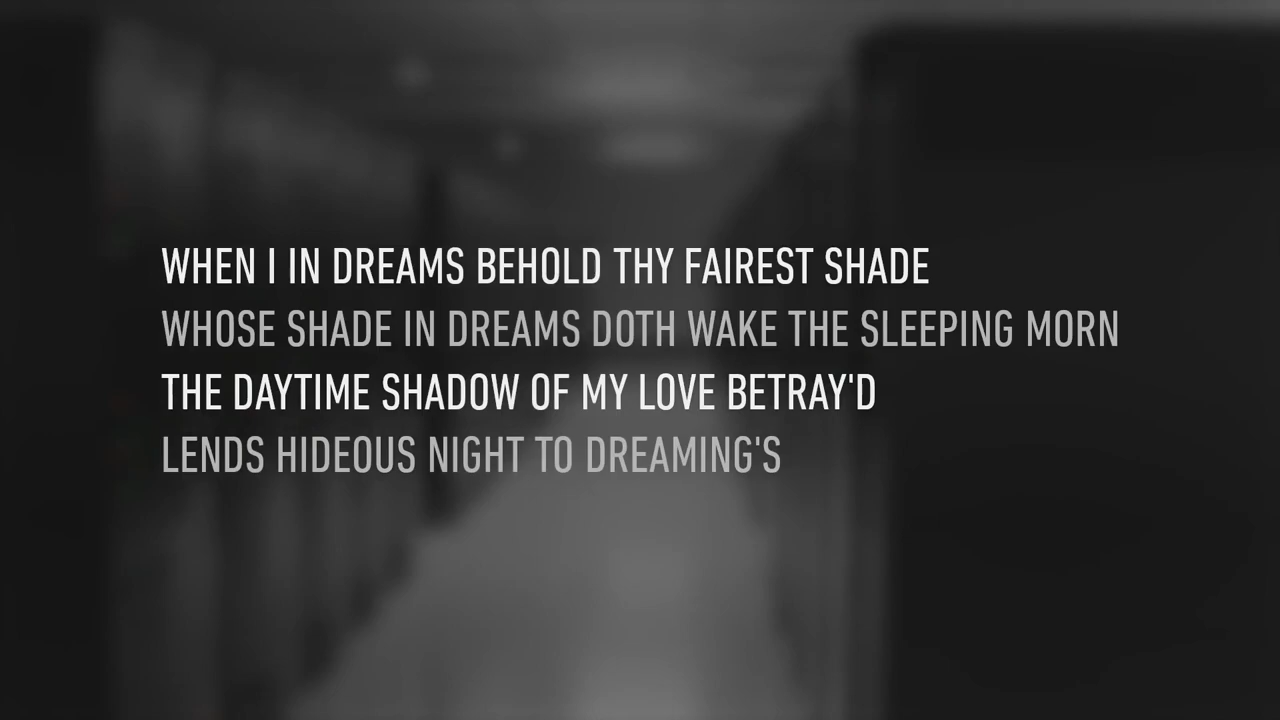 WHEN I IN DREAMS BEHOLD THY FAIREST SHADE
WHOSE SHADE IN DREAMS DOTH WAKE THE SLEEPING MORN
THE DAYTIME SHADOW OF MY LOVE BETRAY'D
LENDS HIDEOUS NIGHT TO DREAMING'S